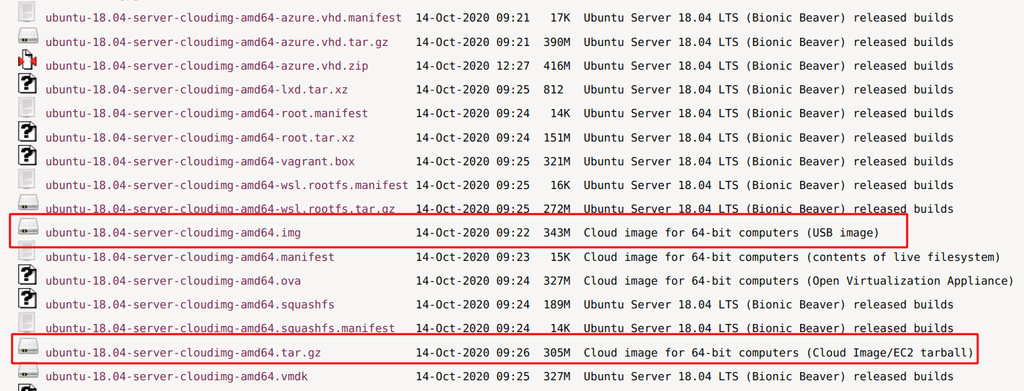 ubuntu-18.04-server-cloudimg-amd64-azure.vhd.manifest 14-Oct-2020 09:21 17K Ubuntu Server 18.04 LTS (Bionic Beaver) released builds
ubuntu-18.04-server-cloudimg-amd64-azure.vhd.tar.gz 14-Oct-2020 09:21 390M Ubuntu Server 18.04 LTS (Bionic Beaver) released builds
ubuntu-18.04-server-cloudimg-amd64-azure.vhd.zip 14-Oct-2020 12:27 416M Ubuntu Server 18.04 LTS (Bionic Beaver) released builds
ubuntu-18.04-server-cloudimg-amd64-lxd.tar.xz 14-Oct-2020 09:25 812 Ubuntu Server 18.04 LTS (Bionic Beaver) released builds
ubuntu-18.04-server-cloudimg-amd64-root.manifest 14-Oct-2020 09:24 14K Ubuntu Server 18.04 LTS (Bionic Beaver) released builds
ubuntu-18.04-server-cloudimg-amd64-root.tar.xz 14-Oct-2020 09:24 151M Ubuntu Server 18.04 LTS (Bionic Beaver) released builds
ubuntu-18.04-server-cloudimg-amd64-vagrant.box 14-Oct-2020 09:25 321M Ubuntu Server 18.04 LTS (Bionic Beaver) released builds
ubuntu-18.04-server-cloudimg-amd64-wsl.rootfs.manifest 14-Oct-2020 09:25 16K Ubuntu Server 18.04 LTS (Bionic Beaver) released builds
ubuntu-18.04-server-cloudimg-amd64-wsl.rootfs.tar.gz 14-Oct-2020 09:25 272M Ubuntu Server 18.04 LTS (Bionic Beaver) released builds
ubuntu-18.04-server-cloudimg-amd64.img 14-Oct-2020 09:22 343M Cloud image for 64-bit computers (USB image)
ubuntu-18.04-server-cloudimg-amd64.manifest 14-Oct-2020 09:23 15K Cloud image for 64-bit computers (contents of live filesystem)
ubuntu-18.04-server-cloudimg-amd64.ova 14-Oct-2020 09:24 327M Cloud image for 64-bit computers (Open Virtualization Appliance)
ubuntu-18.04-server-cloudimg-amd64.squashfs 14-Oct-2020 09:24 189M Ubuntu Server 18.04 LTS (Bionic Beaver) released builds
ubuntu-18.04-server-cloudimg-amd64.squashfs.manifest 14-Oct-2020 09:24 14K Ubuntu Server 18.04 LTS (Bionic Beaver) released builds
ubuntu-18.04-server-cloudimg-amd64.tar.gz 14-Oct-2020 09:26 305M Cloud image for 64-bit computers (Cloud Image/EC2 tarball)
ubuntu-18.04-server-cloudimg-amd64.vmdk 14-Oct-2020 09:25 327M Ubuntu Server 18.04 LTS (Bionic Beaver) released builds